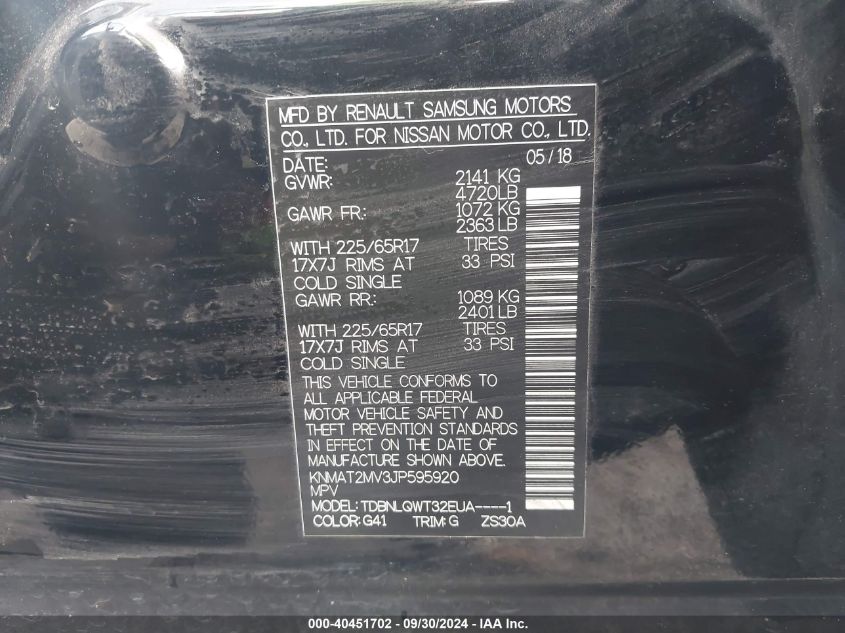 MFD BY RENAULT SAMSUNG MOTORS
CO., LTD. FOR NISSAN MOTOR CO., LTD.
DATE: 05/18
GVWR: 2141 KG
4720LB
GAWR FR: 1072 KG
2363 LB
WITH 225/65R17 TIRES
17X7J RIMS AT 33 PSI
COLD SINGLE
GAWR RR: 1089 KG
2401 LB
WITH 225/65R17 TIRES
17X7J RIMS AT 33 PSI
COLD SINGLE
THIS VEHICLE CONFORMS TO
ALL APPLICABLE FEDERAL
MOTOR VEHICLE SAFETY AND
THEFT PREVENTION STANDARDS
IN EFFECT ON THE DATE OF
MANUFACTURE SHOWN ABOVE.
KNMAT2MV3JP595920
MPV
MODEL: TDBNLQWT32EUA----1
COLOR: G41 TRIM: G ZS30A
000-40451702 - 09/30/2024 - IAA Inc.